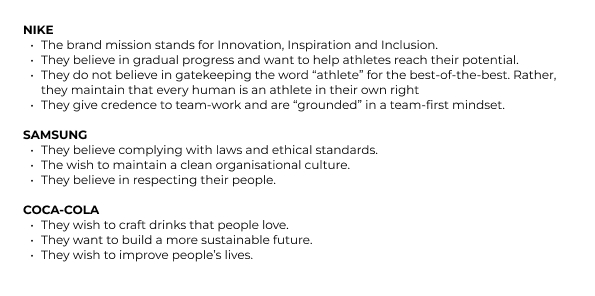 NIKE
• The brand mission stands for Innovation, Inspiration and Inclusion.
• They believe in gradual progress and want to help athletes reach their potential.
• They do not believe in gatekeeping the word “athlete” for the best-of-the-best. Rather,
they maintain that every human is an athlete in their own right
• They give credence to team-work and are “grounded” in a team-first mindset.
SAMSUNG
• They believe complying with laws and ethical standards.
• The wish to maintain a clean organisational culture.
• They believe in respecting their people.
COCA-COLA
• They wish to craft drinks that people love.
• They want to build a more sustainable future.
• They wish to improve people’s lives.